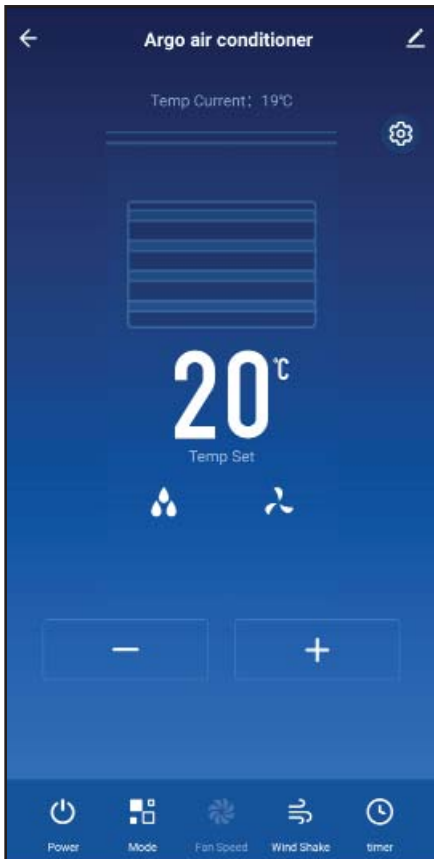 Argo air conditioner
Temp Current: 19℃
20℃
Temp Set
Power Mode Fan Speed Wind Shake timer